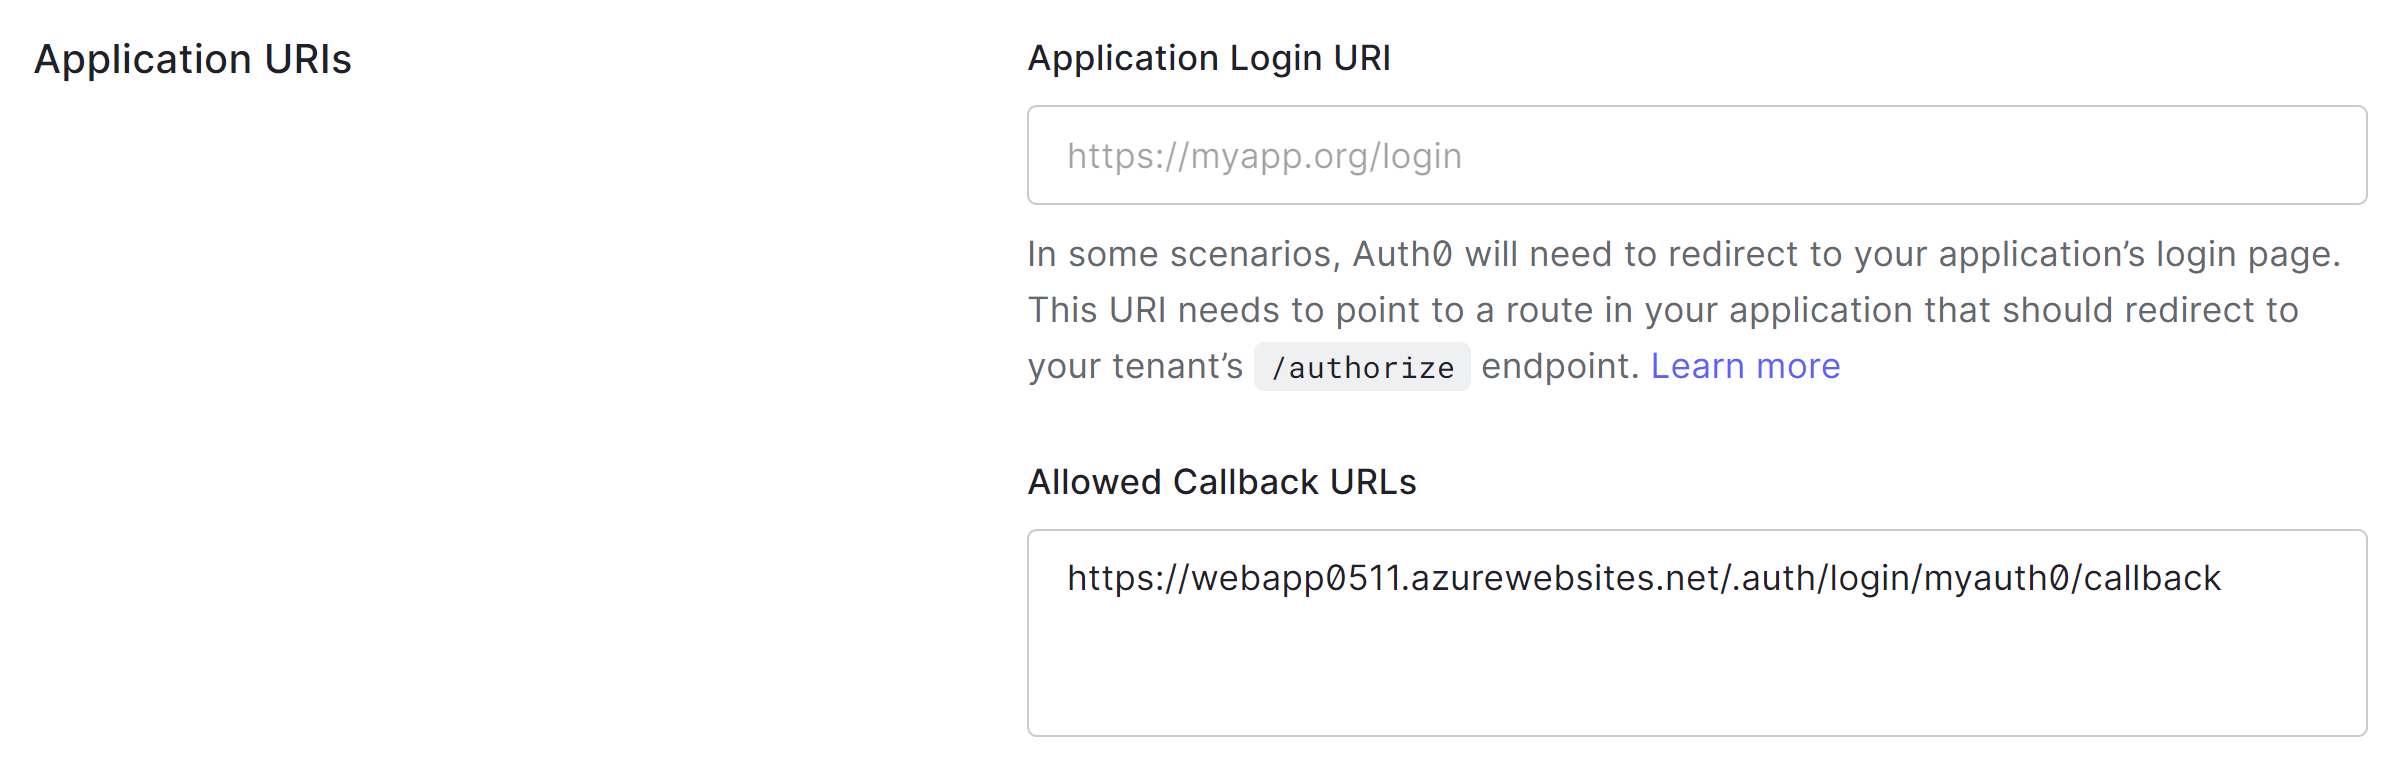 Application URIs
Application Login URI
https://myapp.org/login
In some scenarios, Auth0 will need to redirect to your application’s login page.
This URI needs to point to a route in your application that should redirect to
your tenant’s /authorize endpoint. Learn more
Allowed Callback URLs
https://webapp0511.azurewebsites.net/.auth/login/myauth0/callback